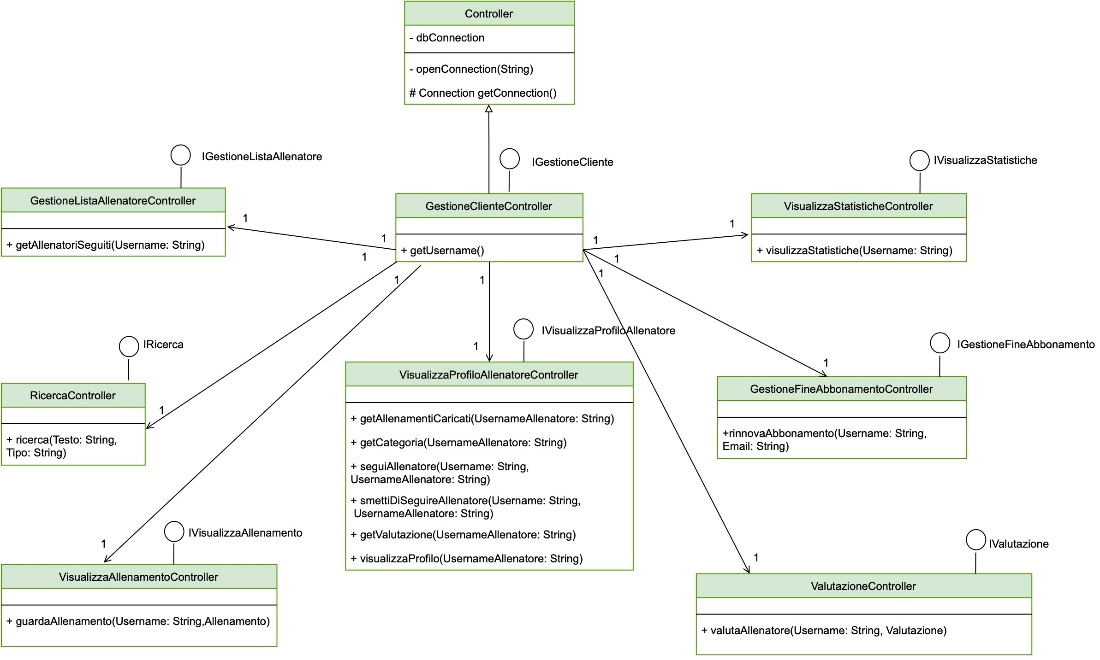 Controller
- dbConnection
- openConnection(String)
# Connection getConnection()
IGestioneListaAllenatore
GestioneListaAllenatoreController
+ getAllenatoriSeguiti(Username: String)
IGestioneCliente
GestioneClienteController
+ getUsername()
IVisualizzaStatistiche
VisualizzaStatisticheController
+ visulizzaStatistiche(Username: String)
1
1
1
1
1
1
1
1
1
1
1
1
1
1
IRicerca
RicercaController
+ ricerca(Testo: String,
Tipo: String)
IVisualizzaProfiloAllenatore
VisualizzaProfiloAllenatoreController
+ getAllenamentiCaricati(UsernameAllenatore: String)
+ getCategoria(UsernameAllenatore: String)
+ seguiAllenatore(Username: String,
UsernameAllenatore: String)
+ smettiDiSeguireAllenatore(Username: String,
UsernameAllenatore: String)
+ getValutazione(UsernameAllenatore: String)
+ visualizzaProfilo(UsernameAllenatore: String)
IGestioneFineAbbonamento
GestioneFineAbbonamentoController
+rinnovaAbbonamento(Username: String,
Email: String)
IVisualizzaAllenamento
VisualizzaAllenamentoController
+ guardaAllenamento(Username: String,Allenamento)
IValutazione
ValutazioneController
+ valutaAllenatore(Username: String, Valutazione)